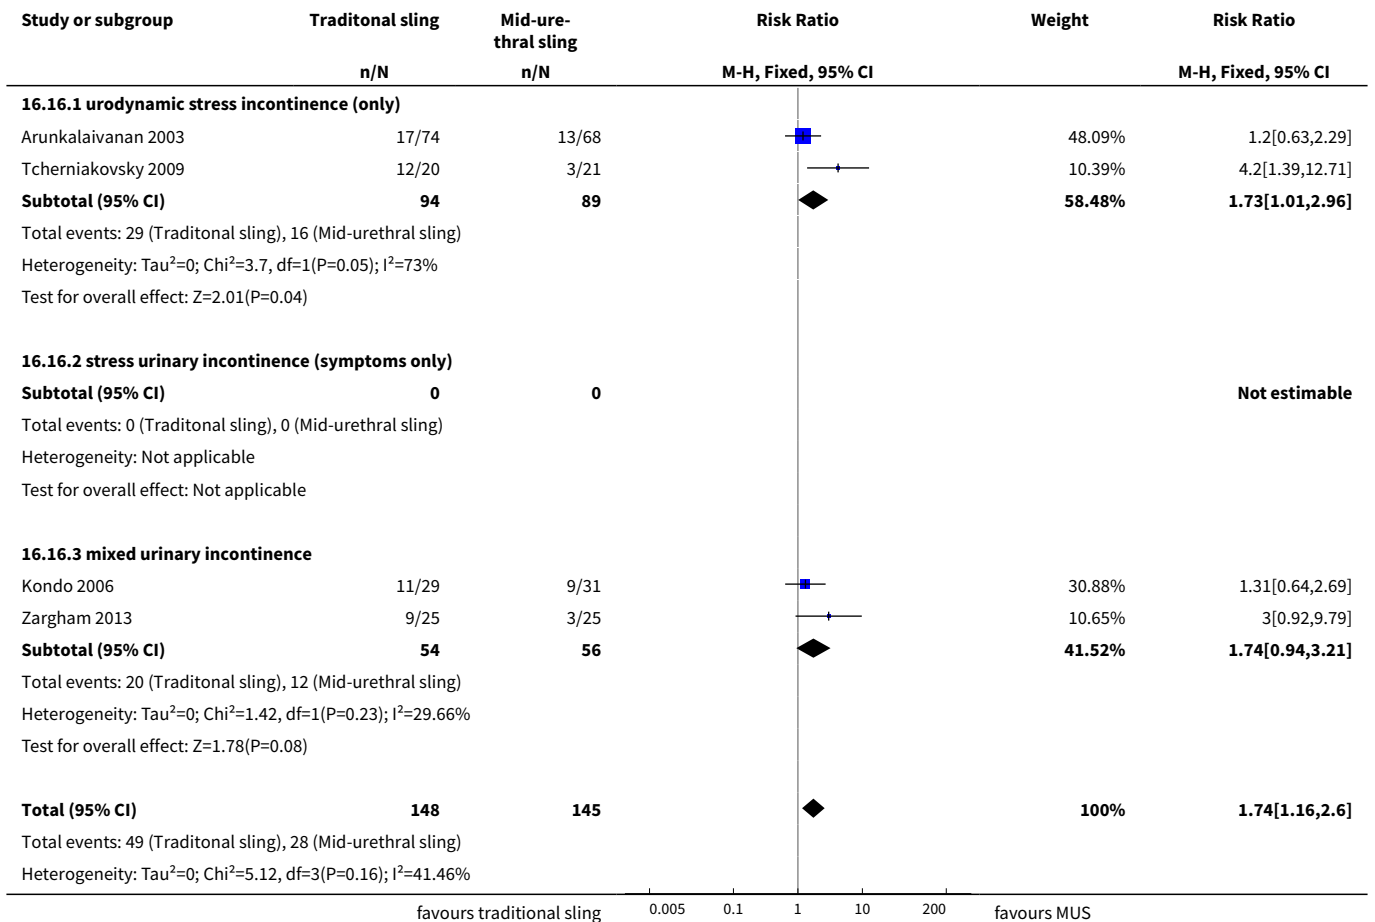 Study or subgroup Traditonal sling Mid-ure- Risk Ratio Weight Risk Ratio
thral sling
n/N n/N M-H, Fixed, 95% CI M-H, Fixed, 95% CI
16.16.1 urodynamic stress incontinence (only)
Arunkalaivanan 2003 17/74 13/68 48.09% 1.2[0.63,2.29]
Tcherniakovsky 2009 12/20 3/21 10.39% 4.2[1.39,12.71]
Subtotal (95% CI) 94 89 58.48% 1.73[1.01,2.96]
Total events: 29 (Traditonal sling), 16 (Mid-urethral sling)
Heterogeneity: Tau²=0; Chi²=3.7, df=1(P=0.05); I²=73%
Test for overall effect: Z=2.01(P=0.04)
16.16.2 stress urinary incontinence (symptoms only)
Subtotal (95% CI) 0 0 Not estimable
Total events: 0 (Traditonal sling), 0 (Mid-urethral sling)
Heterogeneity: Not applicable
Test for overall effect: Not applicable
16.16.3 mixed urinary incontinence
Kondo 2006 11/29 9/31 30.88% 1.31[0.64,2.69]
Zargham 2013 9/25 3/25 10.65% 3[0.92,9.79]
Subtotal (95% CI) 54 56 41.52% 1.74[0.94,3.21]
Total events: 20 (Traditonal sling), 12 (Mid-urethral sling)
Heterogeneity: Tau²=0; Chi²=1.42, df=1(P=0.23); I²=29.66%
Test for overall effect: Z=1.78(P=0.08)
Total (95% CI) 148 145 100% 1.74[1.16,2.6]
Total events: 49 (Traditonal sling), 28 (Mid-urethral sling)
Heterogeneity: Tau²=0; Chi²=5.12, df=3(P=0.16); I²=41.46%
favours traditional sling 0.005 0.1 1 10 200 favours MUS